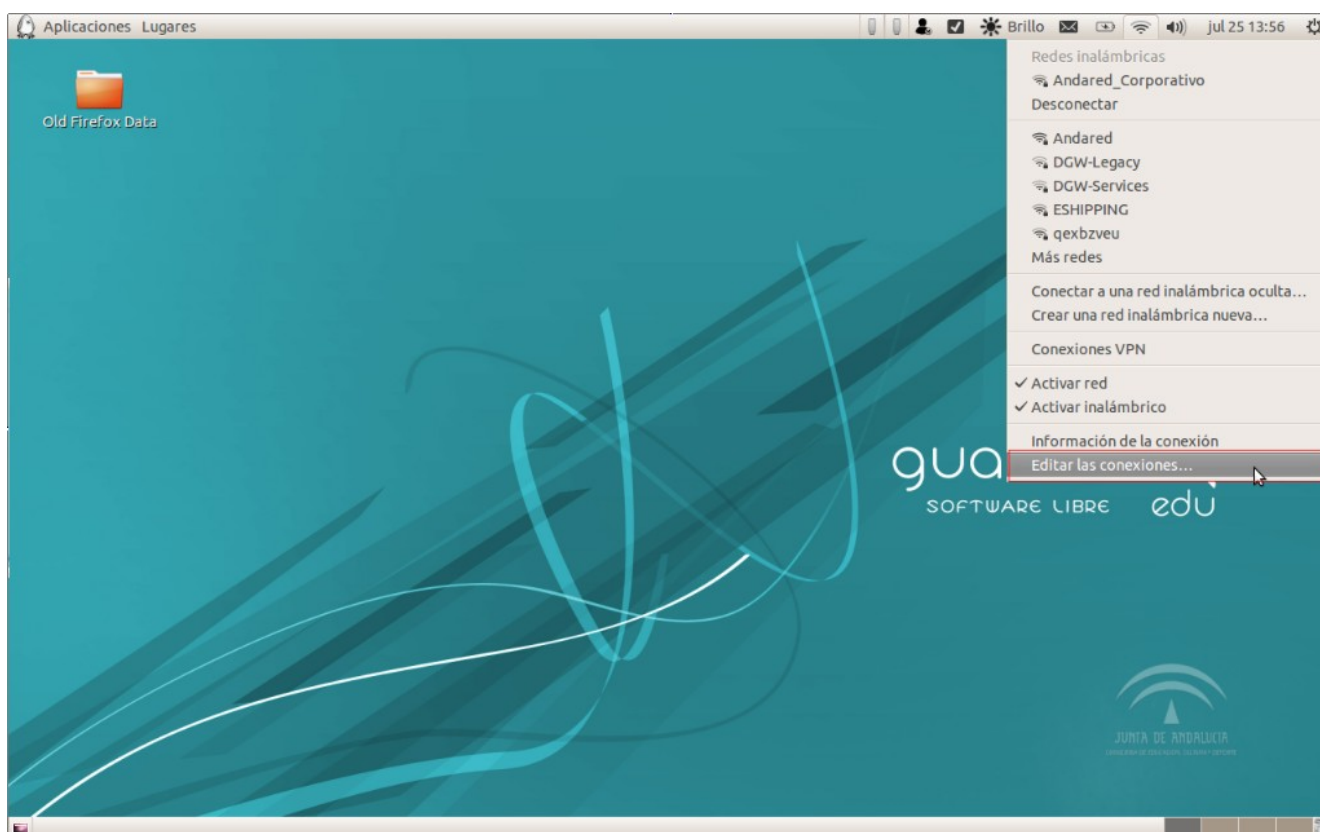 Aplicaciones Lugares
Brillo
jul 25 13:56
Old Firefox Data
Redes inalámbricas
Andared_Corporativo
Desconectar
Andared
DGW-Legacy
DGW-Services
ESHIPPING
qexbzveu
Más redes
Conectar a una red inalámbrica oculta...
Crear una red inalámbrica nueva...
Conexiones VPN
Activar red
Activar inalámbrico
Información de la conexión
Editar las conexiones...
gua
SOFTWARE LIBRE edu
JUNTA DE ANDALUCIA